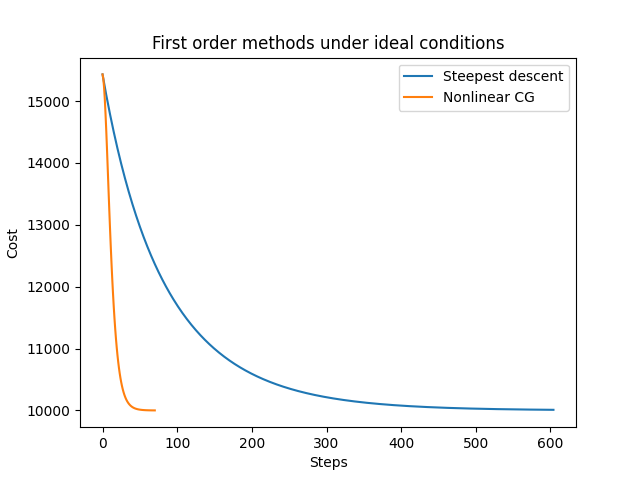 First order methods under ideal conditions
Steepest descent
Nonlinear CG
15000
14000
13000
12000
11000
10000
Cost
0 100 200 300 400 500 600
Steps